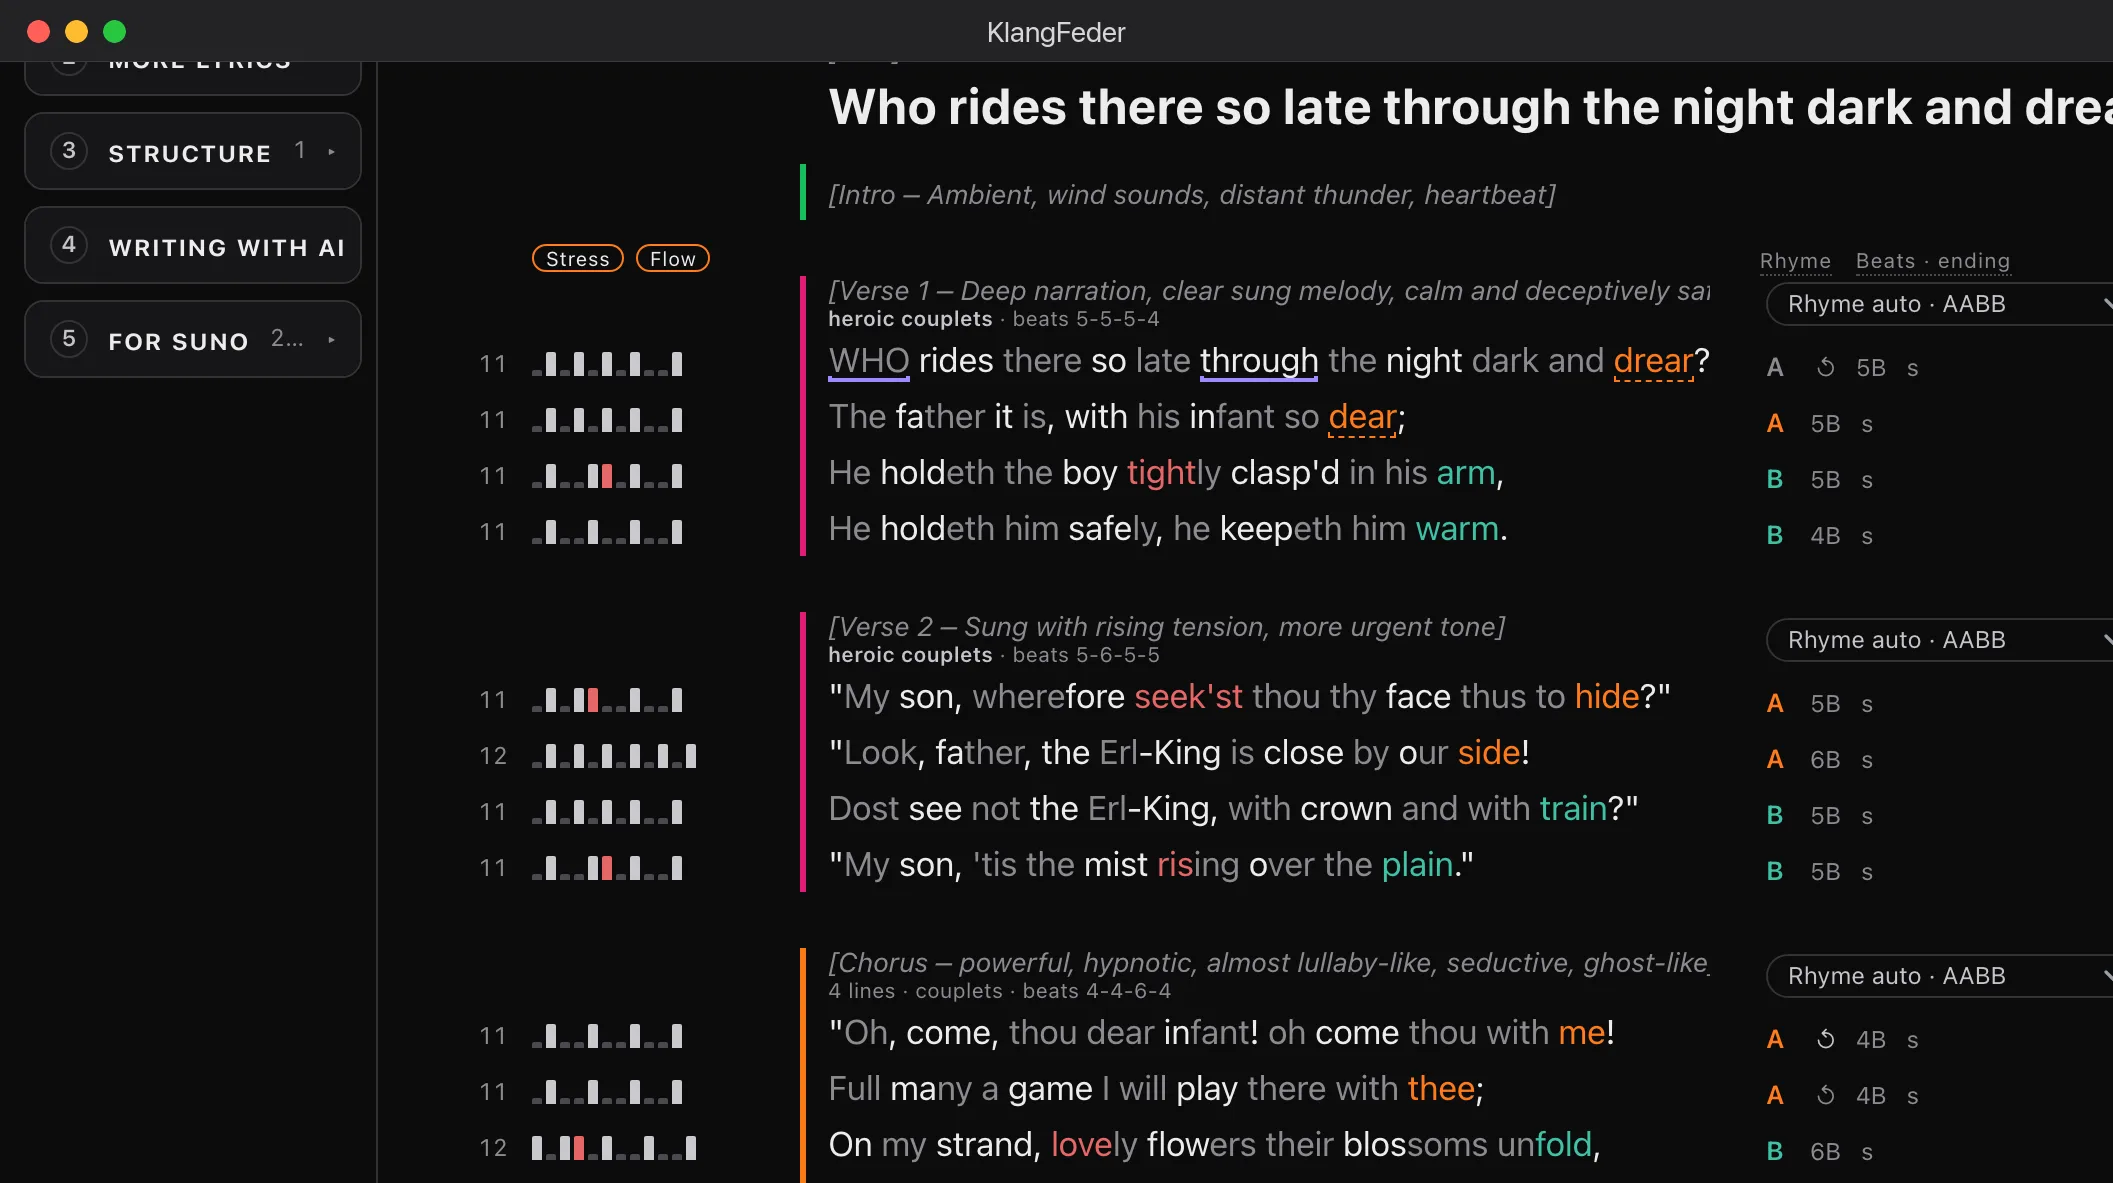 KlangFeder
MORE LYRICS
3 STRUCTURE 1
4 WRITING WITH AI
5 FOR SUNO 2...
Who rides there so late through the night dark and drea
[Intro – Ambient, wind sounds, distant thunder, heartbeat]
Stress Flow
Rhyme Beats · ending
[Verse 1 – Deep narration, clear sung melody, calm and deceptively saf
heroic couplets · beats 5-5-5-4
Rhyme auto · AABB
11 WHO rides there so late through the night dark and drear? A 5B s
11 The father it is, with his infant so dear; A 5B s
11 He holdeth the boy tightly clasp'd in his arm, B 5B s
11 He holdeth him safely, he keepeth him warm. B 4B s
[Verse 2 – Sung with rising tension, more urgent tone]
heroic couplets · beats 5-6-5-5
Rhyme auto · AABB
11 "My son, wherefore seek'st thou thy face thus to hide?" A 5B s
12 "Look, father, the Erl-King is close by our side! A 6B s
11 Dost see not the Erl-King, with crown and with train?" B 5B s
11 "My son, 'tis the mist rising over the plain." B 5B s
[Chorus – powerful, hypnotic, almost lullaby-like, seductive, ghost-like
4 lines · couplets · beats 4-4-6-4
Rhyme auto · AABB
11 "Oh, come, thou dear infant! oh come thou with me! A 4B s
11 Full many a game I will play there with thee; A 4B s
12 On my strand, lovely flowers their blossoms unfold, B 6B s